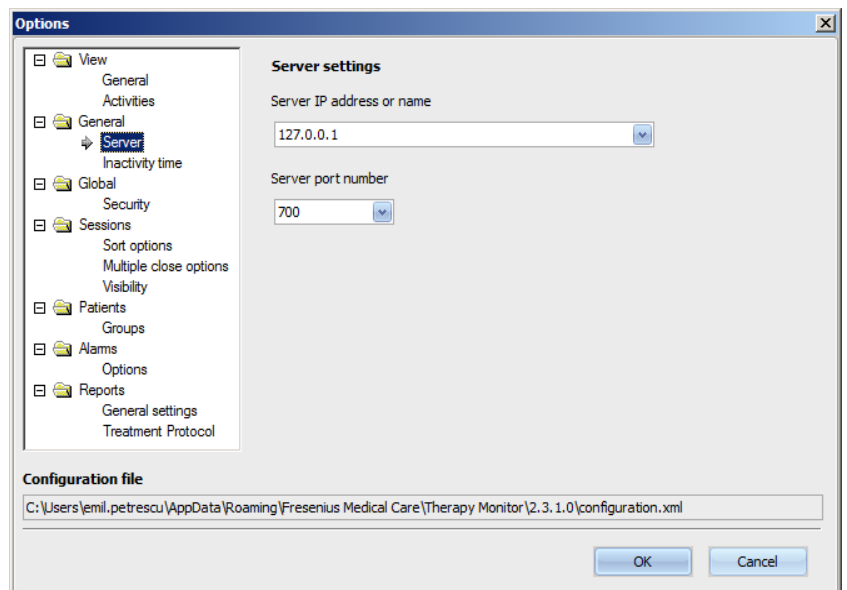 Options
View
General
Activities
General
Server
Inactivity time
Global
Security
Sessions
Sort options
Multiple close options
Visibility
Patients
Groups
Alarms
Options
Reports
General settings
Treatment Protocol
Server settings
Server IP address or name
127.0.0.1
Server port number
700
Configuration file
C:\Users\emil.petrescu\AppData\Roaming\Fresenius Medical Care\Therapy Monitor\2.3.1.0\configuration.xml
OK Cancel